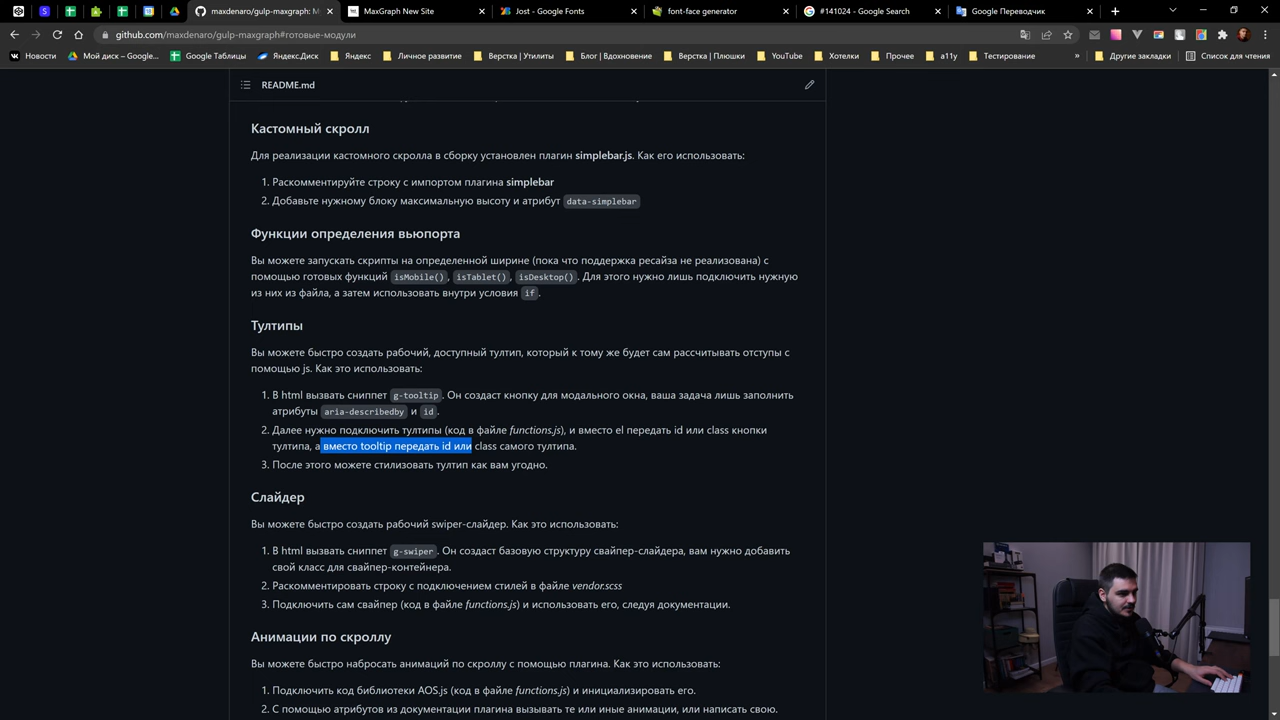 maxdenaro/gulp-maxgraph: Му
MaxGraph New Site
Jost - Google Fonts
font-face generator
#141024 - Google Search
Google Переводчик
github.com/maxdenaro/gulp-maxgraph#готовые-модули
Новости
Мой диск – Google...
Google Таблицы
Яндекс.Диск
Яндекс
Личное развитие
Верстка | Утилиты
Блог | Вдохновение
Верстка | Плюшки
YouTube
Хотелки
Прочее
a11y
Тестирование
»
Другие закладки
Список для чтения
README.md
Кастомный скролл
Для реализации кастомного скролла в сборку установлен плагин simplebar.js. Как его использовать:
1. Раскомментируйте строку с импортом плагина simplebar
2. Добавьте нужному блоку максимальную высоту и атрибут data-simplebar
Функции определения вьюпорта
Вы можете запускать скрипты на определенной ширине (пока что поддержка ресайза не реализована) с
помощью готовых функций isMobile(), isTablet(), isDesktop(). Для этого нужно лишь подключить нужную
из них из файла, а затем использовать внутри условия if.
Тултипы
Вы можете быстро создать рабочий, доступный тултип, который к тому же будет сам рассчитывать отступы с
помощью js. Как это использовать:
1. В html вызвать сниппет g-tooltip. Он создаст кнопку для модального окна, ваша задача лишь заполнить
атрибуты aria-describedby и id.
2. Далее нужно подключить тултипы (код в файле functions.js), и вместо el передать id или class кнопки
тултипа, а вместо tooltip передать id или class самого тултипа.
3. После этого можете стилизовать тултип как вам угодно.
Слайдер
Вы можете быстро создать рабочий swiper-слайдер. Как это использовать:
1. В html вызвать сниппет g-swiper. Он создаст базовую структуру свайпер-слайдера, вам нужно добавить
свой класс для свайпер-контейнера.
2. Раскомментировать строку с подключением стилей в файле vendor.scss
3. Подключить сам свайпер (код в файле functions.js) и использовать его, следуя документации.
Анимации по скроллу
Вы можете быстро набросать анимаций по скроллу с помощью плагина. Как это использовать:
1. Подключить код библиотеки AOS.js (код в файле functions.js) и инициализировать его.
2. С помощью атрибутов из документации плагина вызывать те или иные анимации, или написать свою.